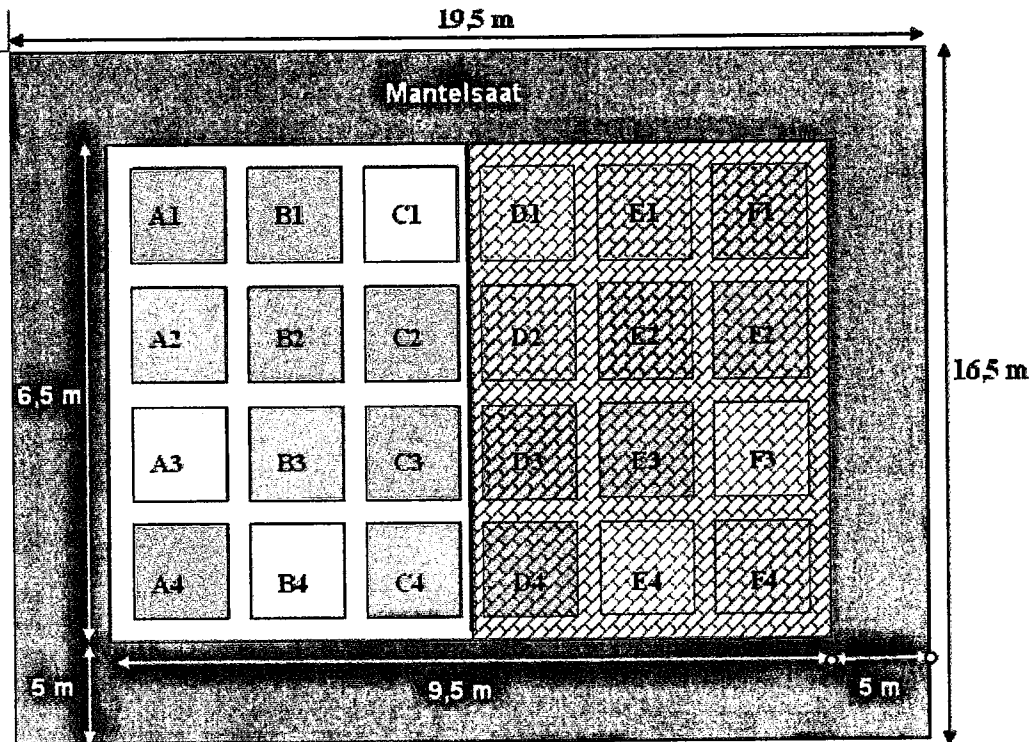 19,5 m
Mantelsaat
A1 B1 C1 D1 E1 F1
A2 B2 C2 D2 E2 F2
6,5 m
16,5 m
A3 B3 C3 D3 E3 F3
A4 B4 C4 D4 E4 F4
5 m
9,5 m
5 m